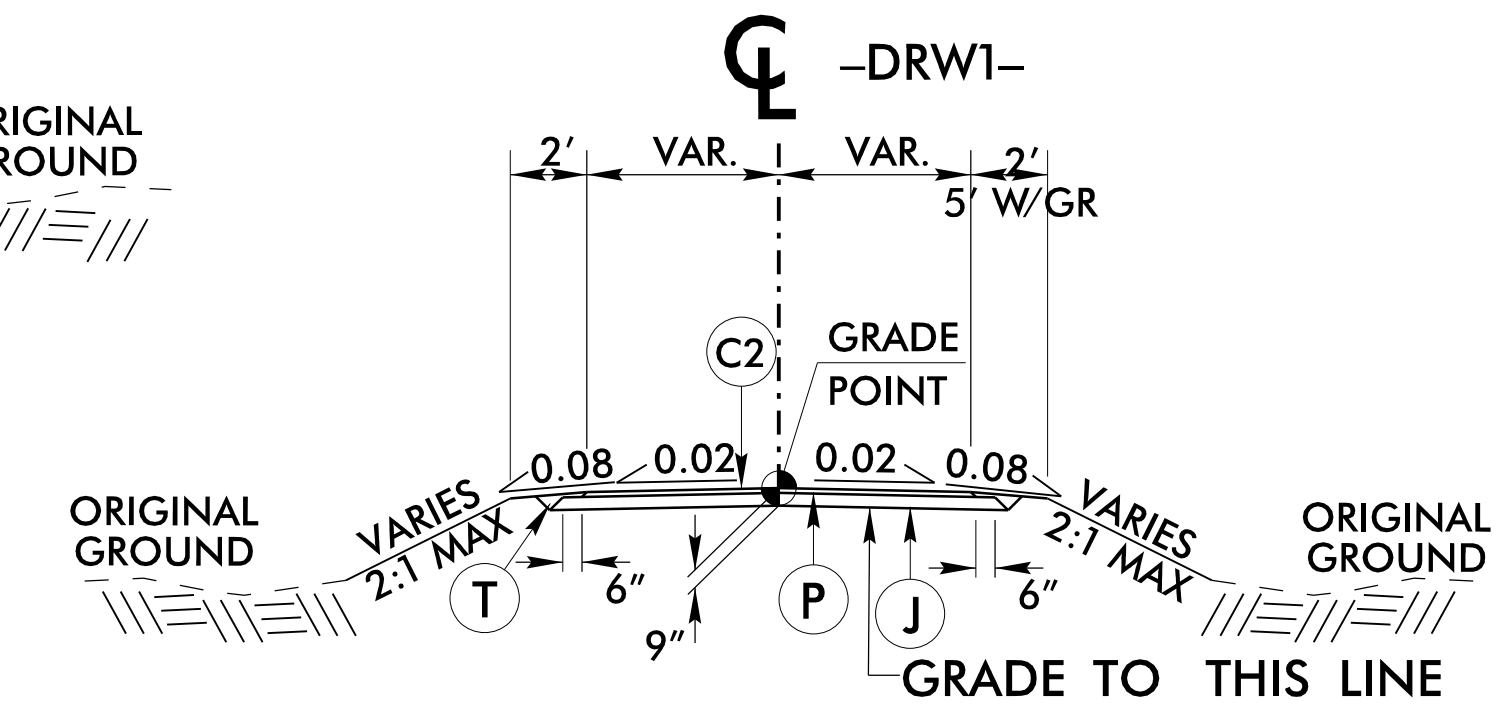 CL -DRW1-
RIGINAL
ROUND
2' VAR. VAR. 2'
5' W/GR
C2
GRADE
POINT
0.08 0.02 0.02 0.08
ORIGINAL
GROUND
VARIES
2:1 MAX
VARIES
2:1 MAX
ORIGINAL
GROUND
T 6" P J 6"
9"
GRADE TO THIS LINE